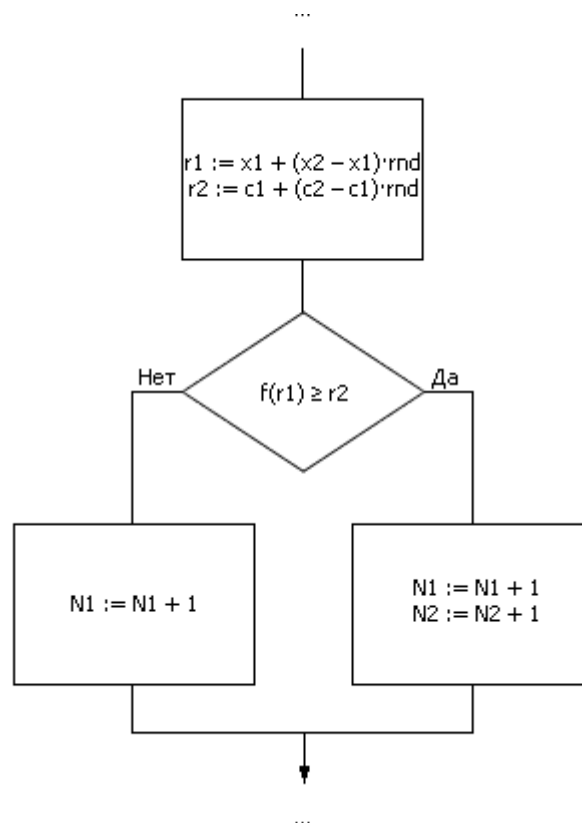 ...
r1 := x1 + (x2 – x1)·rnd
r2 := c1 + (c2 – c1)·rnd
Нет
Да
f(r1) ≥ r2
N1 := N1 + 1
N1 := N1 + 1
N2 := N2 + 1
...